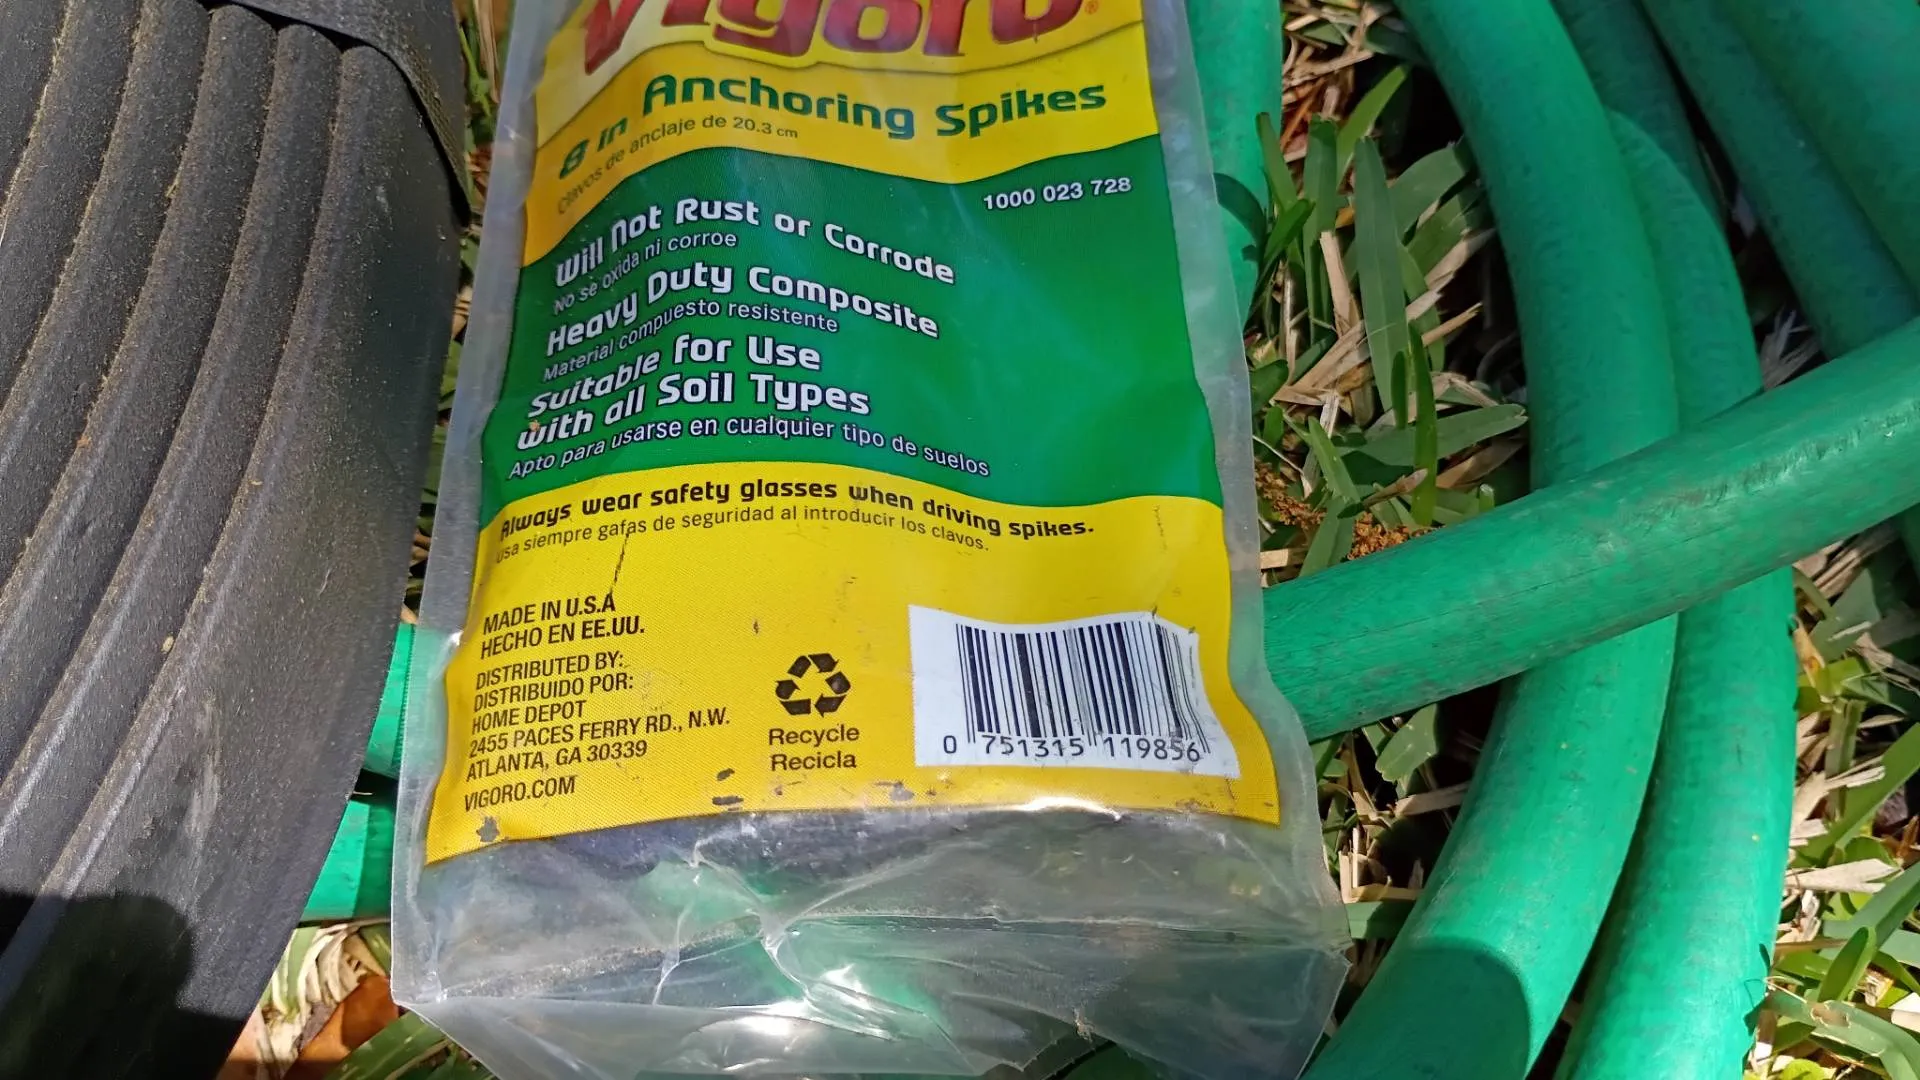 Vigoro®
8 in Anchoring Spikes
Clavos de anclaje de 20.3 cm
1000 023 728
Will Not Rust or Corrode
No se oxida ni corroe
Heavy Duty Composite
Material compuesto resistente
Suitable for Use
with all Soil Types
Apto para usarse en cualquier tipo de suelos
Always wear safety glasses when driving spikes.
Usa siempre gafas de seguridad al introducir los clavos.
MADE IN U.S.A
HECHO EN EE.UU.
DISTRIBUTED BY:
DISTRIBUIDO POR:
HOME DEPOT
2455 PACES FERRY RD., N.W.
ATLANTA, GA 30339
VIGORO.COM
Recycle
Recicla
0 751315 119856